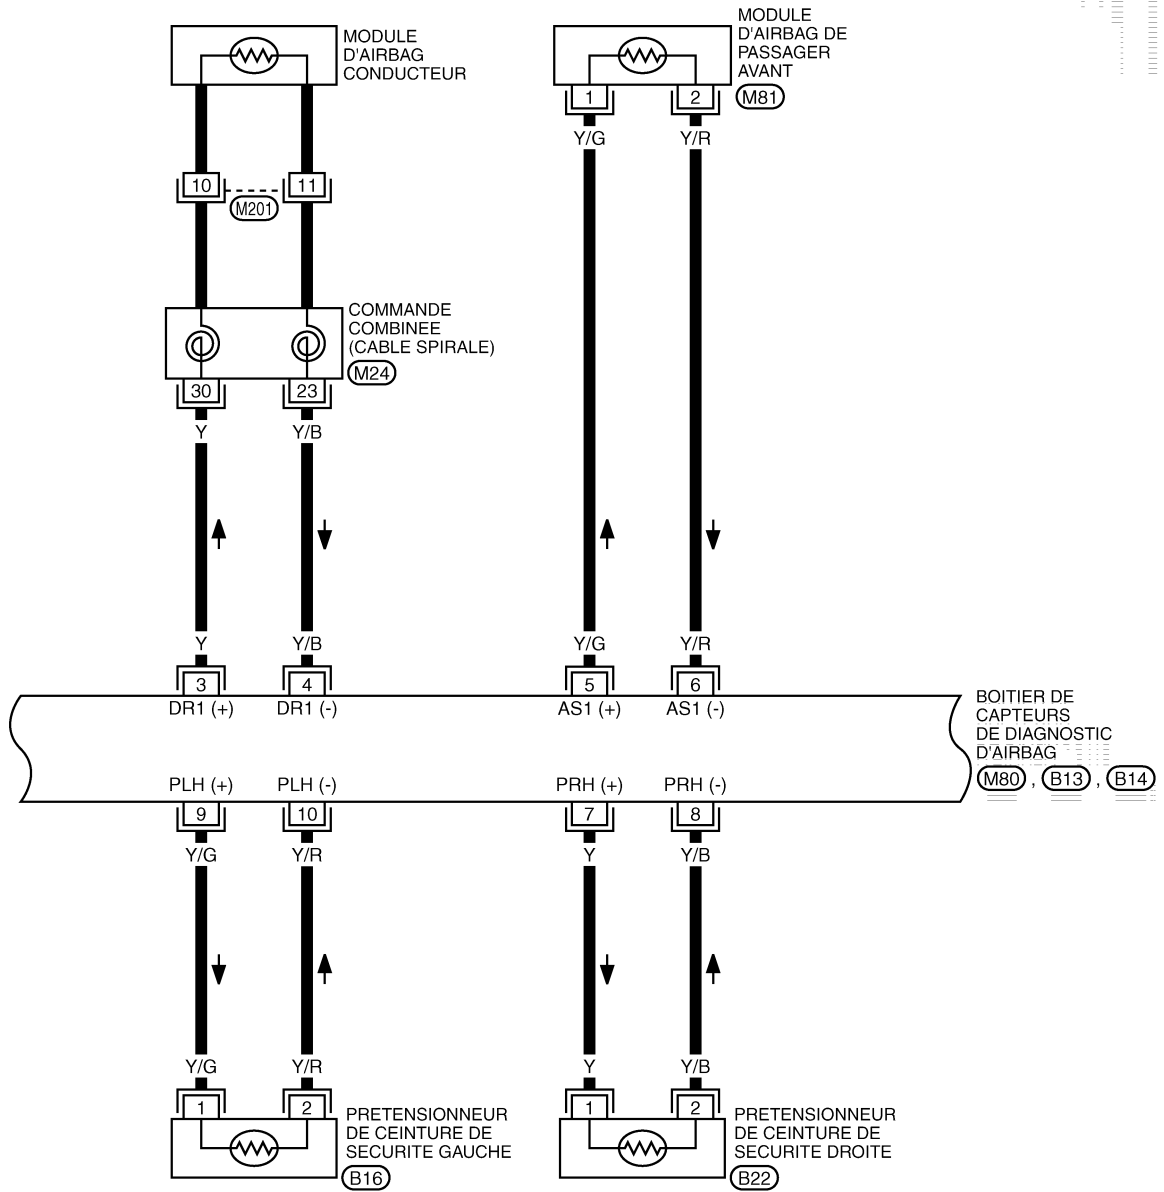 MODULE
D'AIRBAG
CONDUCTEUR
MODULE
D'AIRBAG DE
PASSAGER
AVANT
M81
1 2
Y/G Y/R
10 11
M201
COMMANDE
COMBINEE
(CABLE SPIRALE)
M24
30 23
Y Y/B
Y Y/B Y/G Y/R
3 4 5 6
DR1 (+) DR1 (-) AS1 (+) AS1 (-)
BOITIER DE
CAPTEURS
DE DIAGNOSTIC
D'AIRBAG
M80 , B13 , B14
PLH (+) PLH (-) PRH (+) PRH (-)
9 10 7 8
Y/G Y/R Y Y/B
Y/G Y/R Y Y/B
1 2 1 2
PRETENSIONNEUR
DE CEINTURE DE
SECURITE GAUCHE
B16
PRETENSIONNEUR
DE CEINTURE DE
SECURITE DROITE
B22